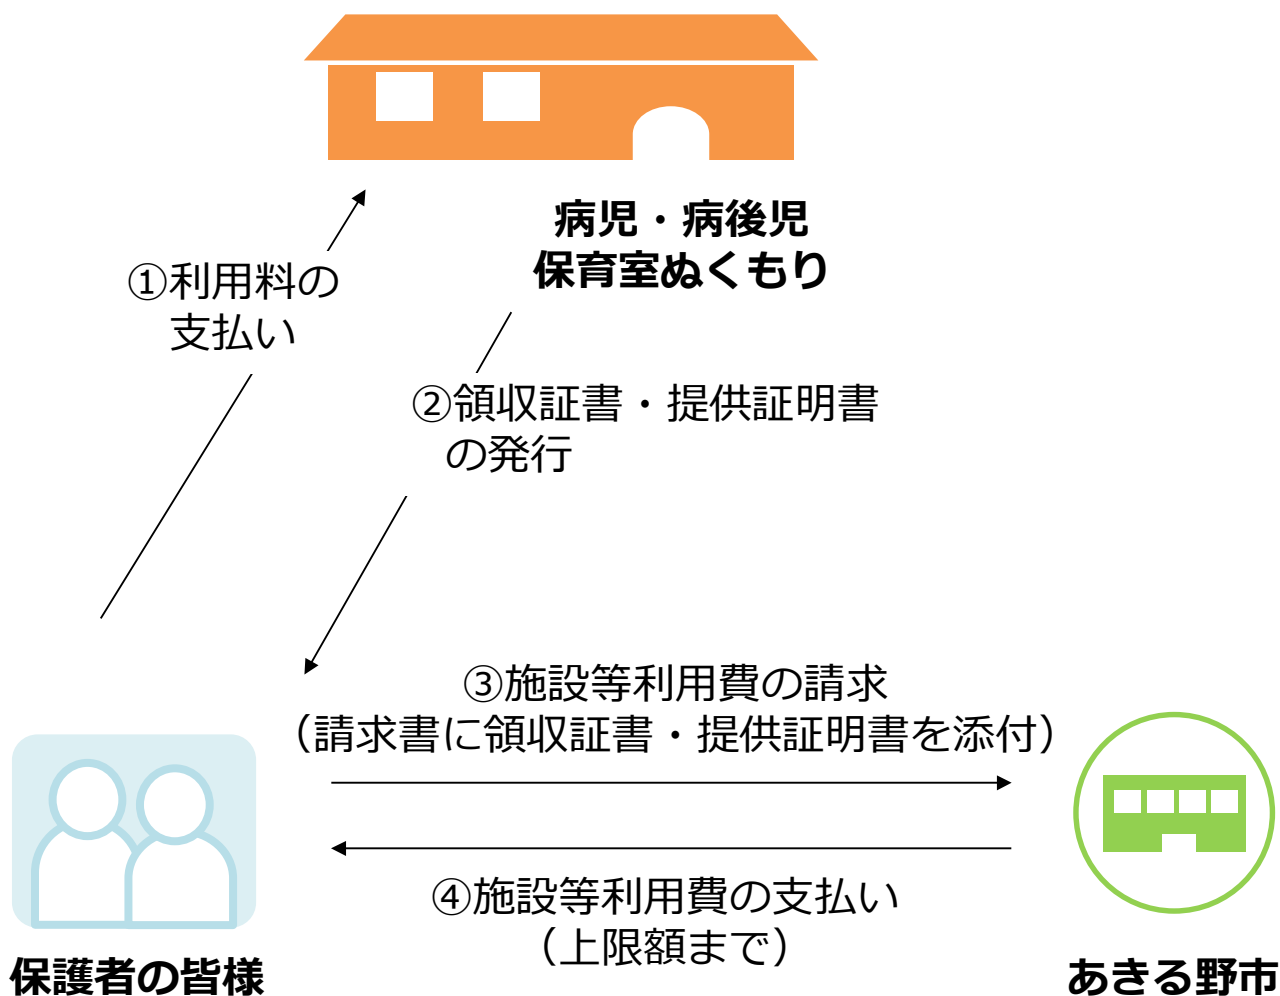 病児・病後児
保育室ぬくもり
①利用料の
支払い
②領収証書・提供証明書
の発行
③施設等利用費の請求
（請求書に領収証書・提供証明書を添付）
④施設等利用費の支払い
（上限額まで）
保護者の皆様
あきる野市